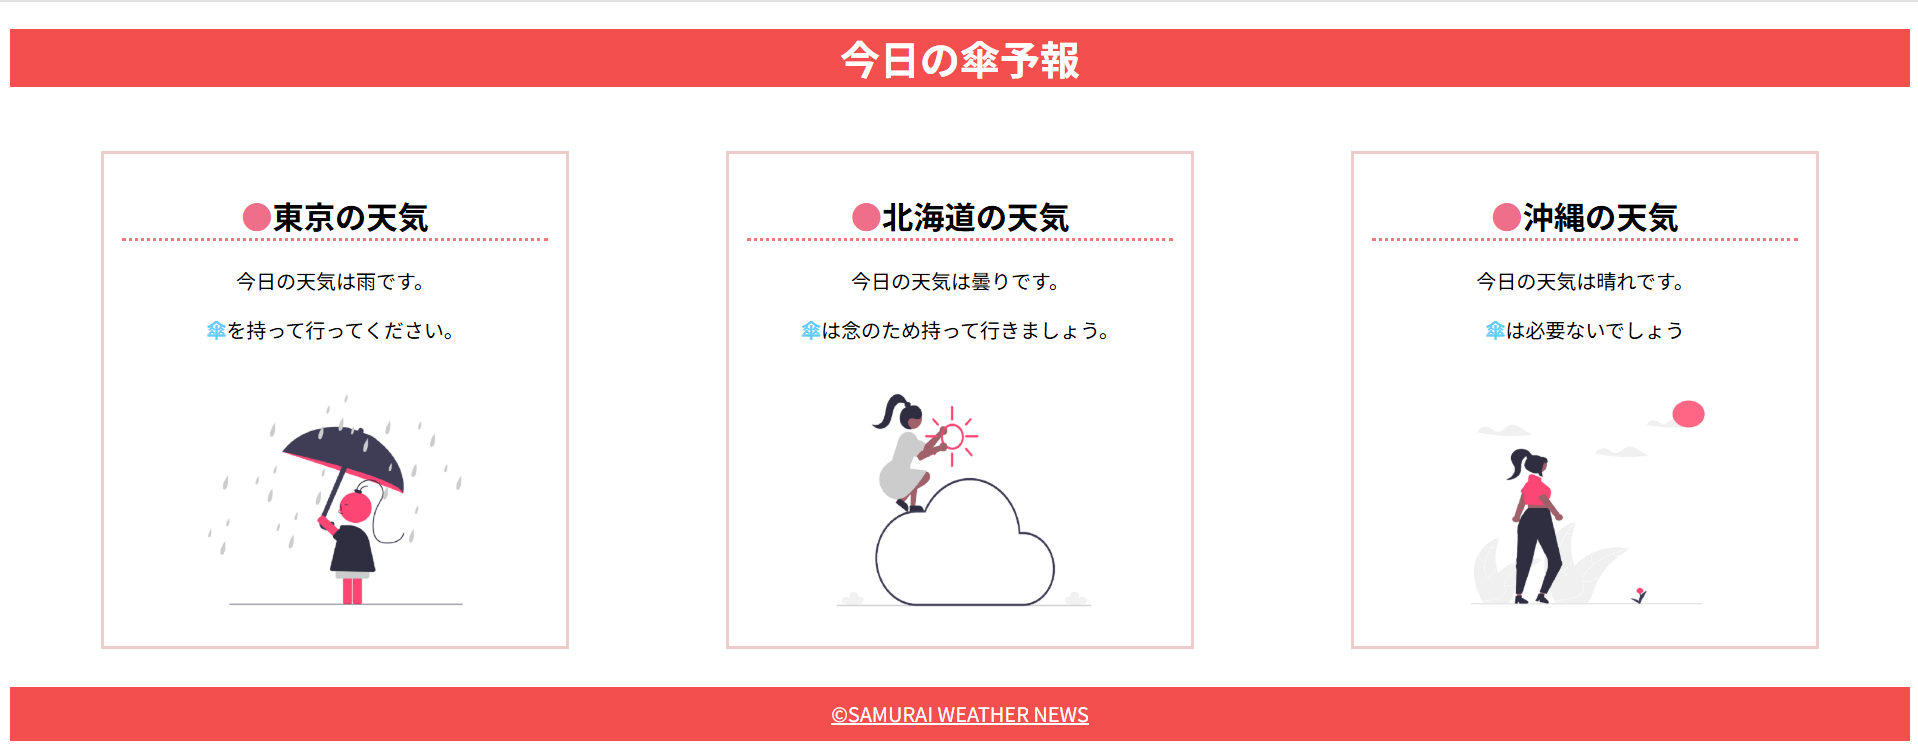 今日の傘予報
●東京の天気
今日の天気は雨です。
傘を持って行ってください。
●北海道の天気
今日の天気は曇りです。
傘は念のため持って行きましょう。
●沖縄の天気
今日の天気は晴れです。
傘は必要ないでしょう
©SAMURAI WEATHER NEWS